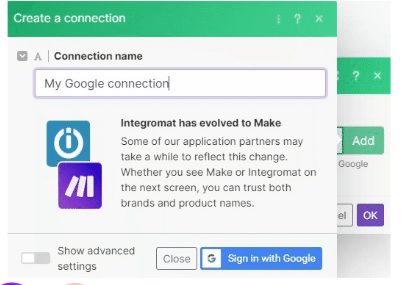 Create a connection
A Connection name
My Google connection
Integromat has evolved to Make
Some of our application partners may
take a while to reflect this change.
Whether you see Make or Integromat on
the next screen, you can trust both
brands and product names.
Show advanced
settings
Close
G Sign in with Google
? ×
Add
Google
el
OK